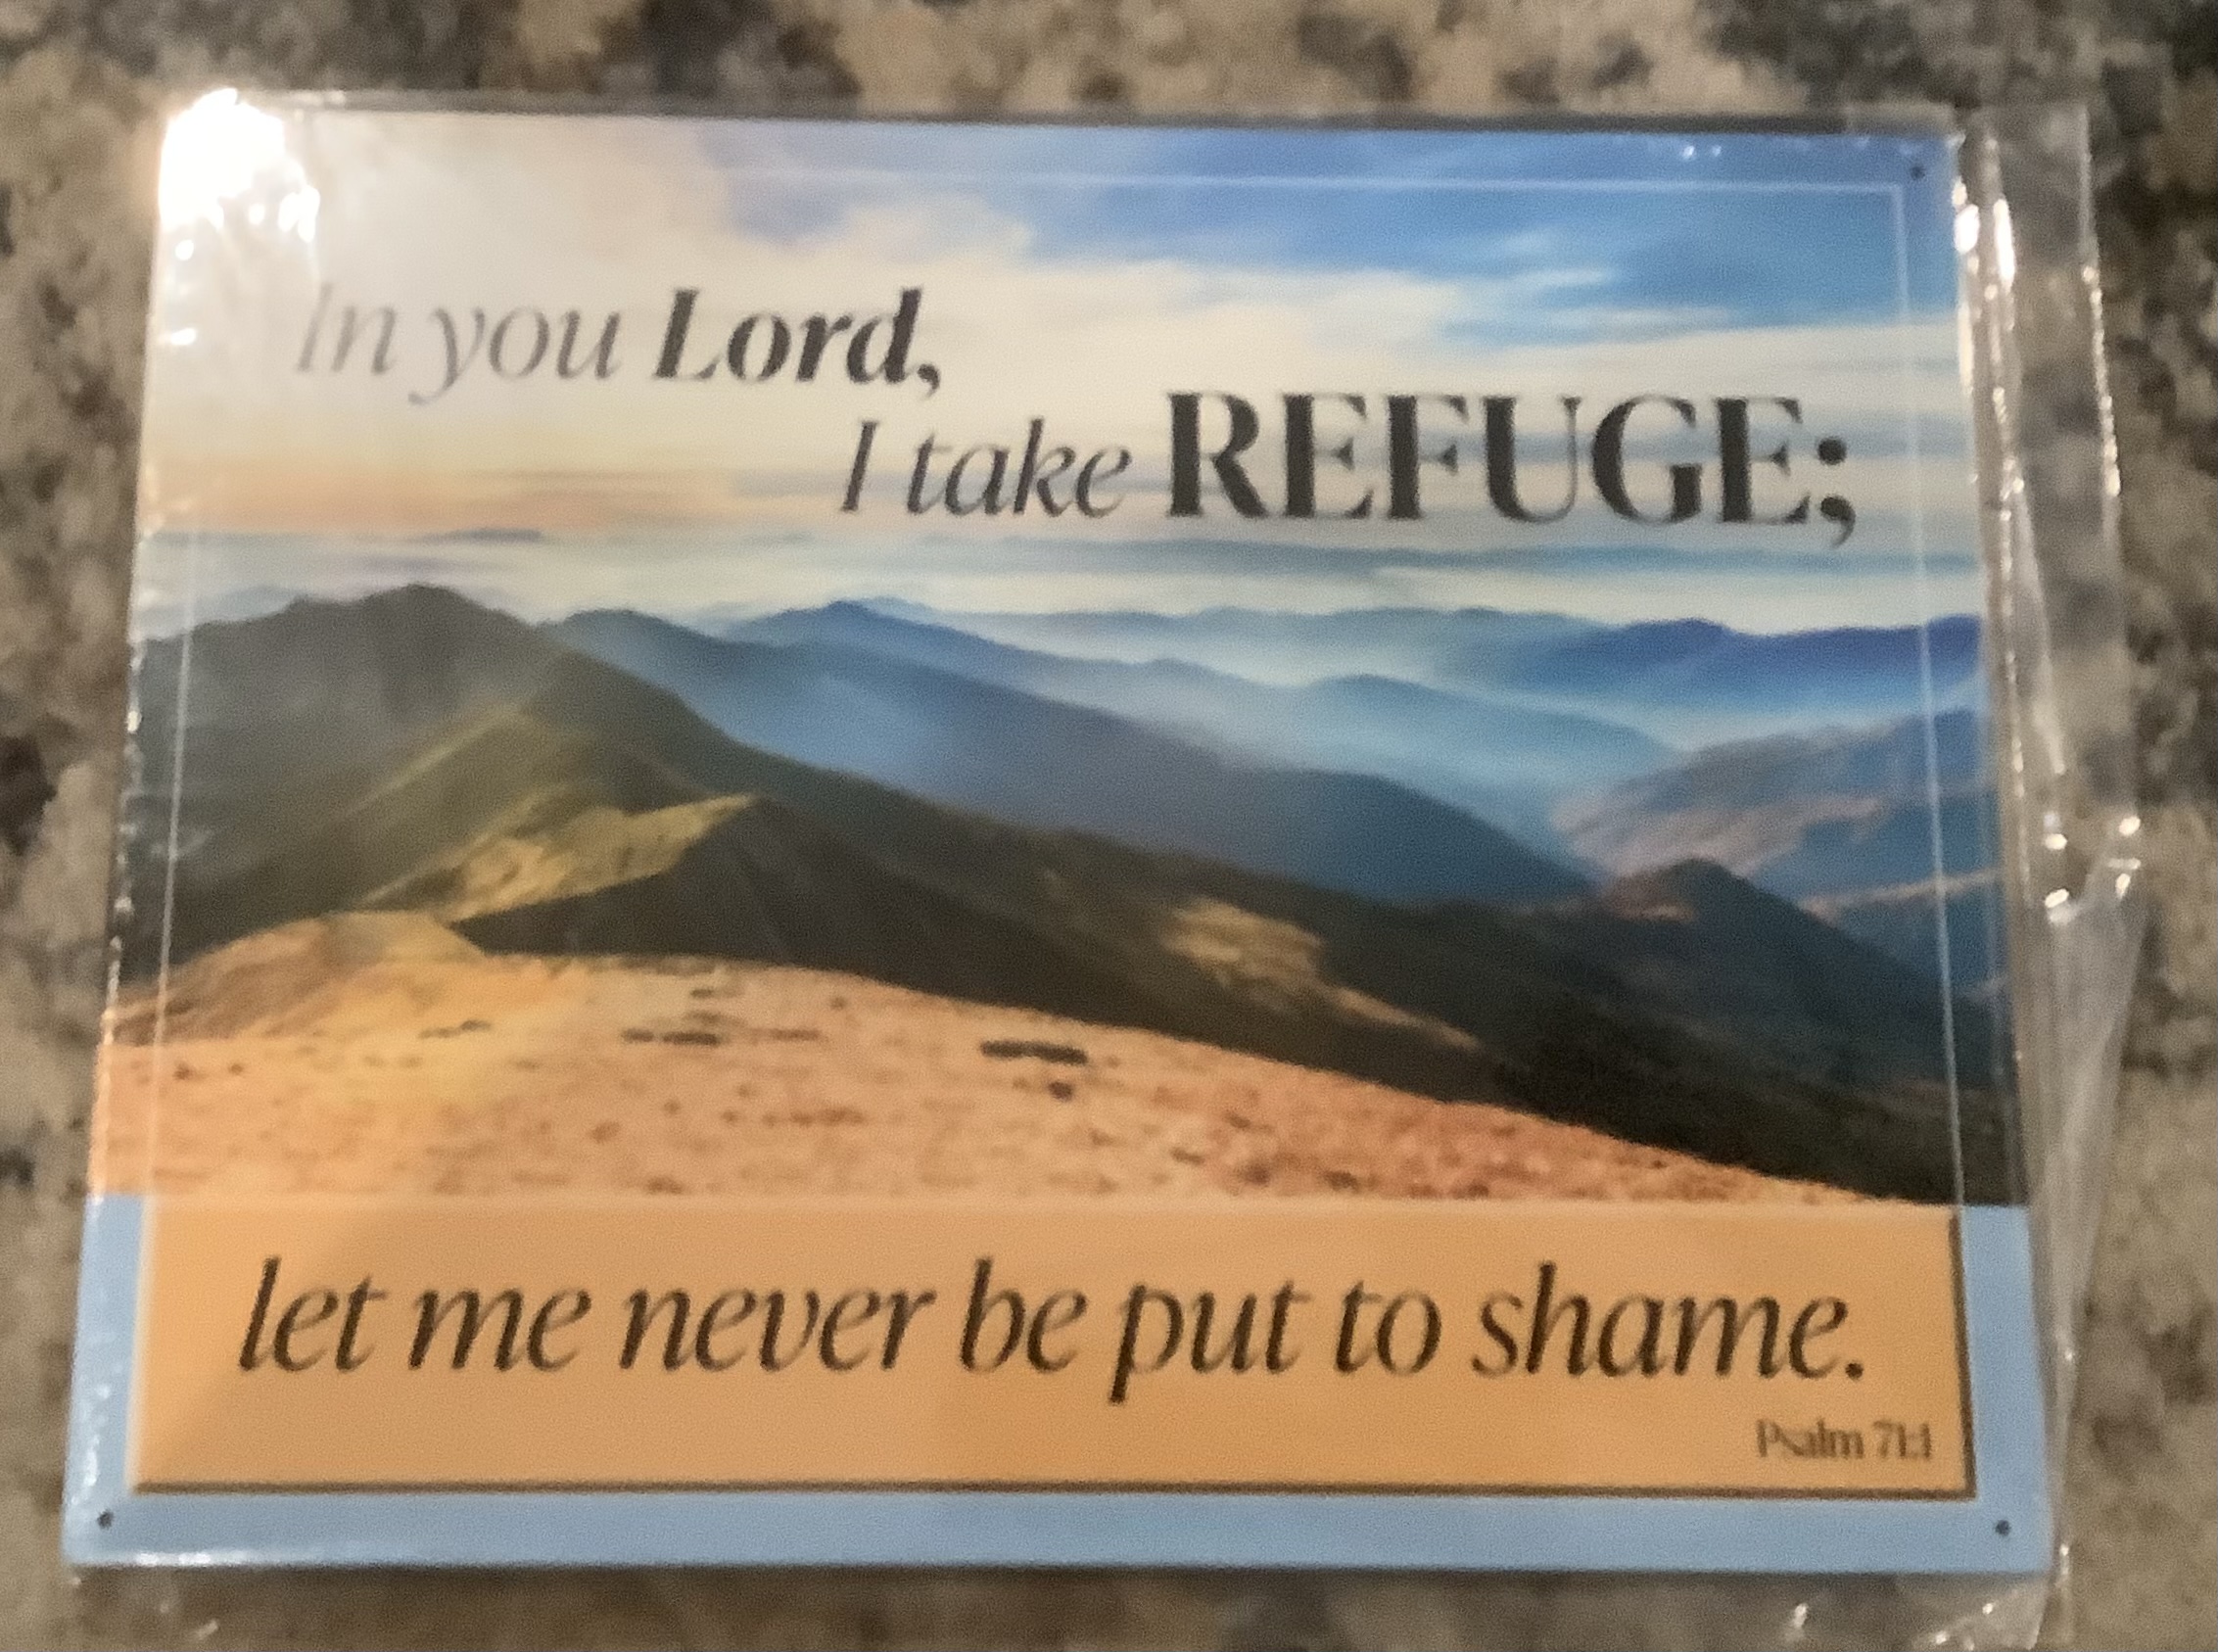 In you Lord,
I take REFUGE;
let me never be put to shame.
Psalm 71:1